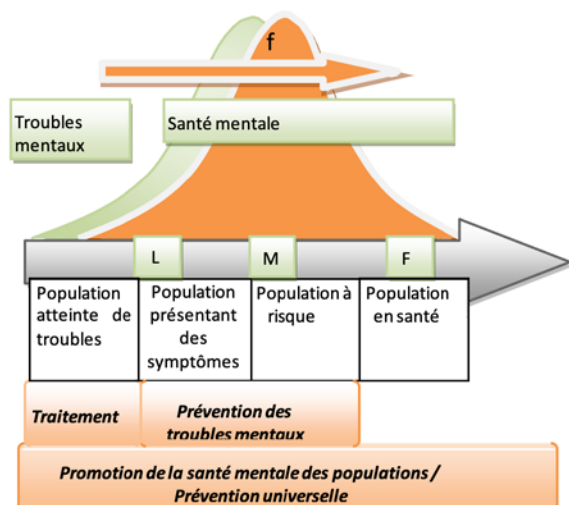 f
Troubles
mentaux
Santé mentale
L
M
F
Population
atteinte de
troubles
Population
présentant
des
symptômes
Population à
risque
Population
en santé
Traitement
Prévention des
troubles mentaux
Promotion de la santé mentale des populations /
Prévention universelle